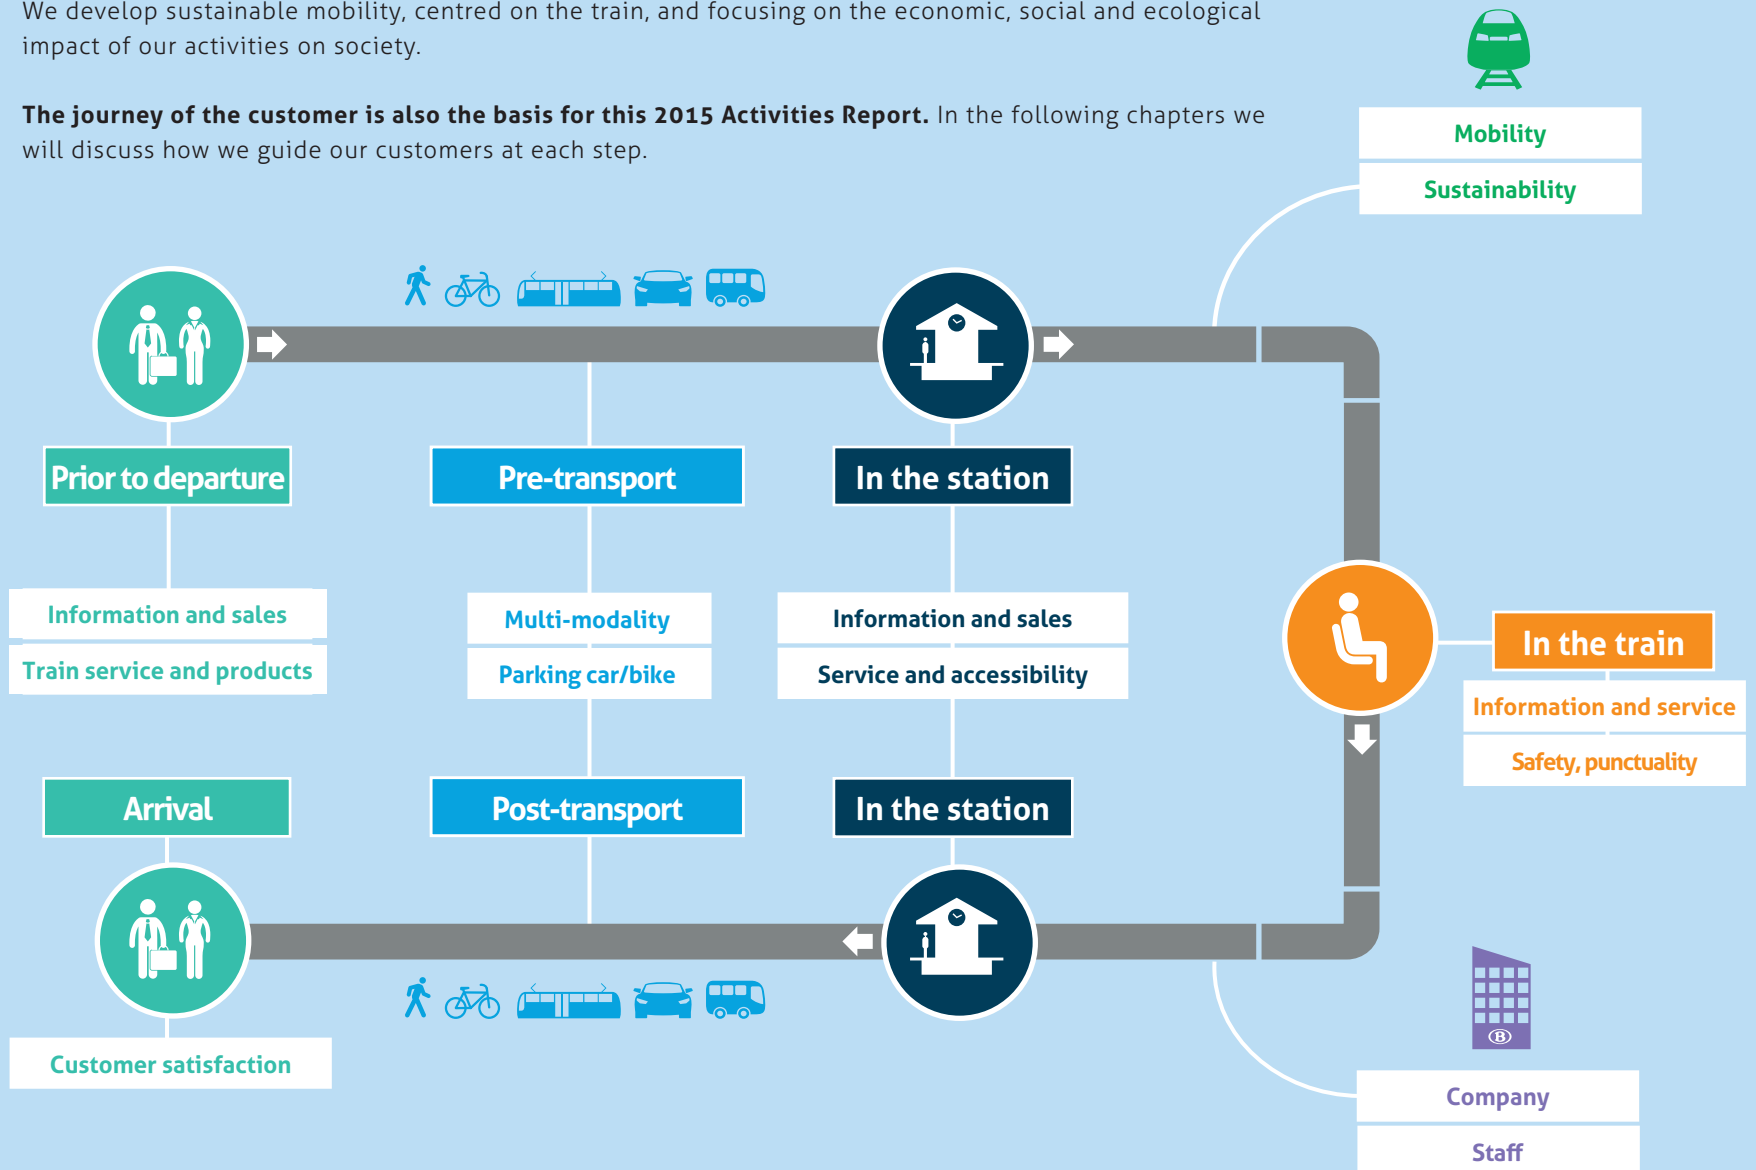 We develop sustainable mobility, centred on the train, and focusing on the economic, social and ecological
impact of our activities on society.
The journey of the customer is also the basis for this 2015 Activities Report. In the following chapters we
will discuss how we guide our customers at each step.
Mobility
Sustainability
Prior to departure
Pre-transport
In the station
Information and sales
Train service and products
Multi-modality
Parking car/bike
Information and sales
Service and accessibility
In the train
Information and service
Safety, punctuality
Arrival
Post-transport
In the station
Customer satisfaction
B
Company
Staff